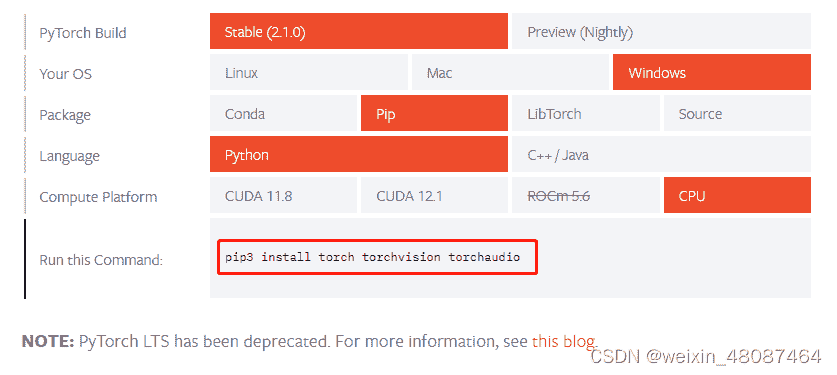 PyTorch Build Stable (2.1.0) Preview (Nightly)
Your OS Linux Mac Windows
Package Conda Pip LibTorch Source
Language Python C++ / Java
Compute Platform CUDA 11.8 CUDA 12.1 ROCm 5.6 CPU
Run this Command: pip3 install torch torchvision torchaudio
NOTE: PyTorch LTS has been deprecated. For more information, see this blog.
CSDN @weixin_48087464